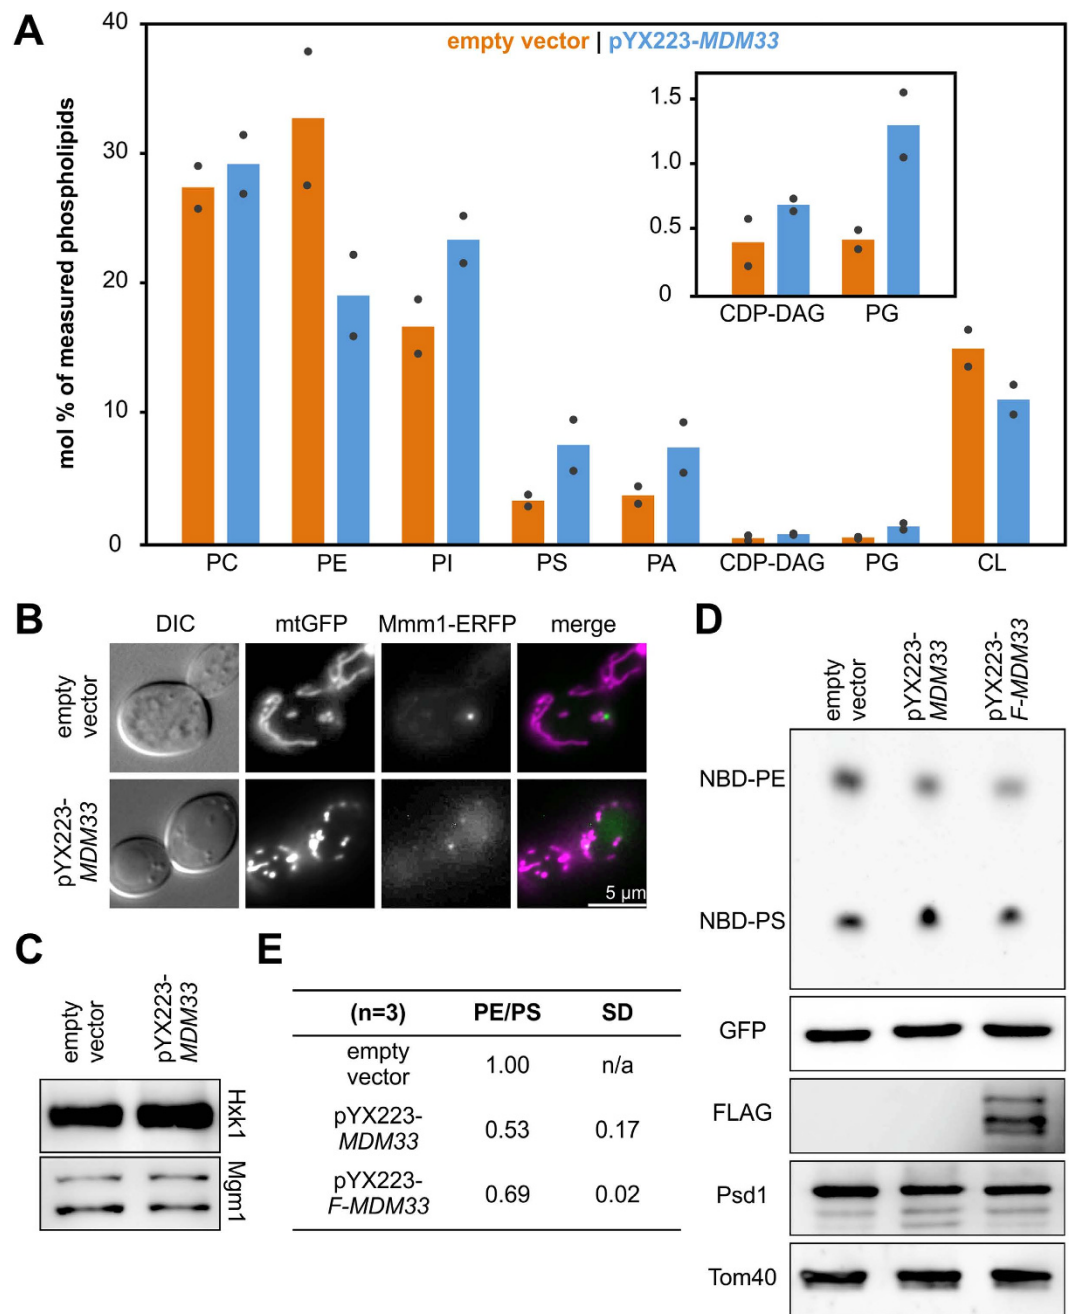 A
empty vector | pYX223-MDM33
mol % of measured phospholipids
40
30
20
10
0
1.5
1.0
0.5
0
CDP-DAG PG
PC PE PI PS PA CDP-DAG PG CL
B
DIC mtGFP Mmm1-ERFP merge
empty
vector
pYX223-
MDM33
5 µm
C
empty
vector
pYX223-
MDM33
Hxk1
Mgm1
E
(n=3) PE/PS SD
empty
vector
1.00 n/a
pYX223-
MDM33
0.53 0.17
pYX223-
F-MDM33
0.69 0.02
D
empty
vector
pYX223-
MDM33
pYX223-
F-MDM33
NBD-PE
NBD-PS
GFP
FLAG
Psd1
Tom40